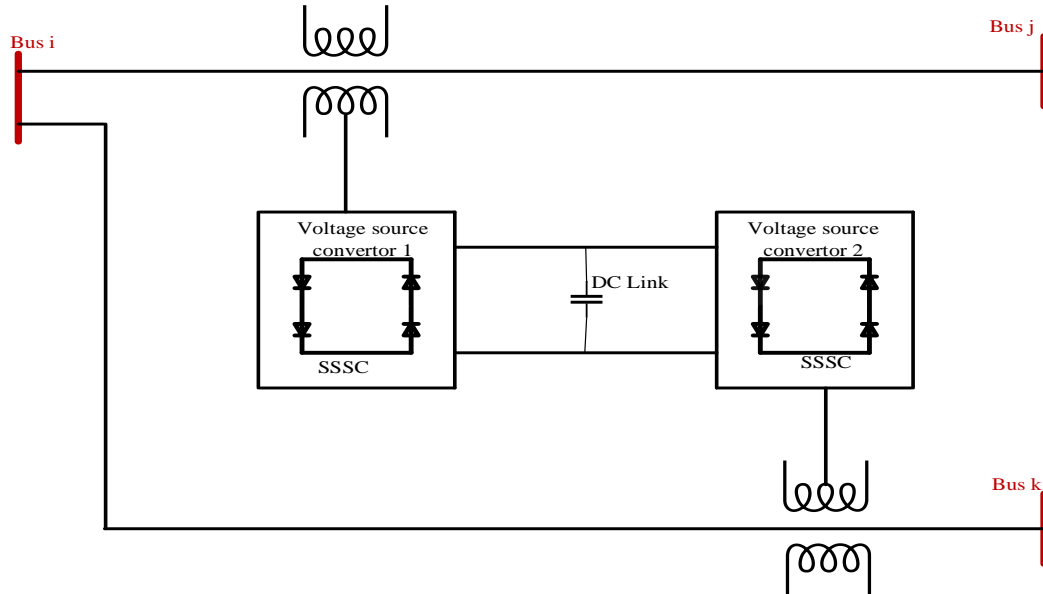 Bus i
Bus j
Voltage source
convertor 1
SSSC
DC Link
Voltage source
convertor 2
SSSC
Bus k